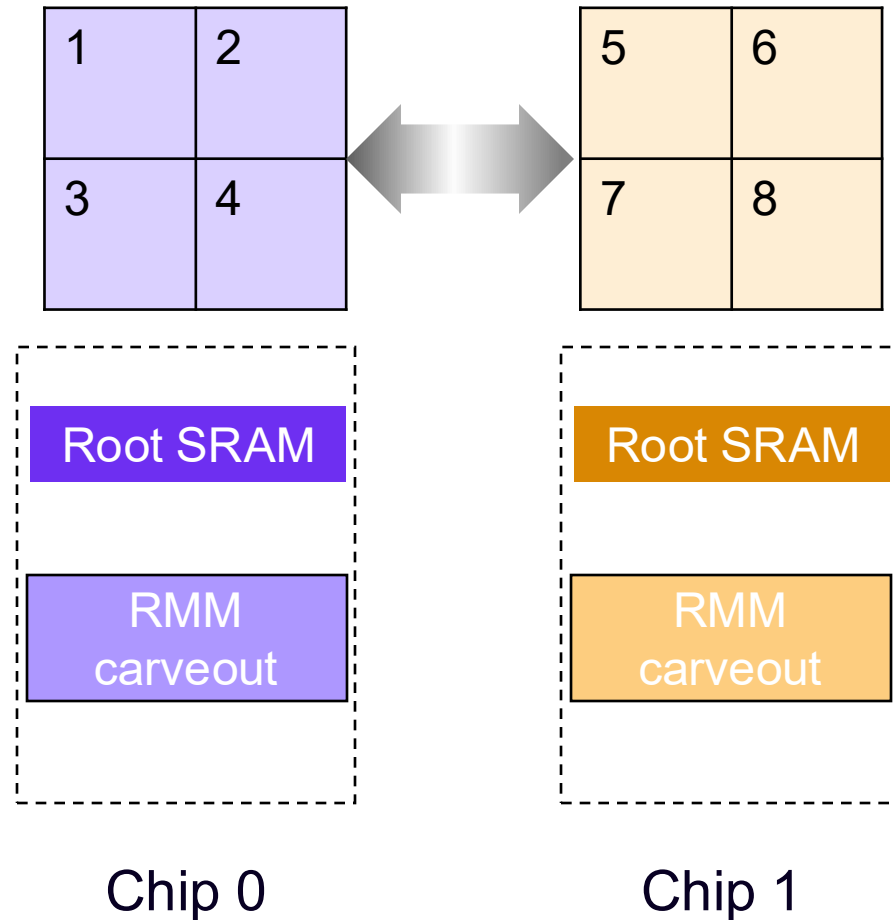 1 2
5 6
3 4
7 8
Root SRAM
Root SRAM
RMM
carveout
RMM
carveout
Chip 0
Chip 1